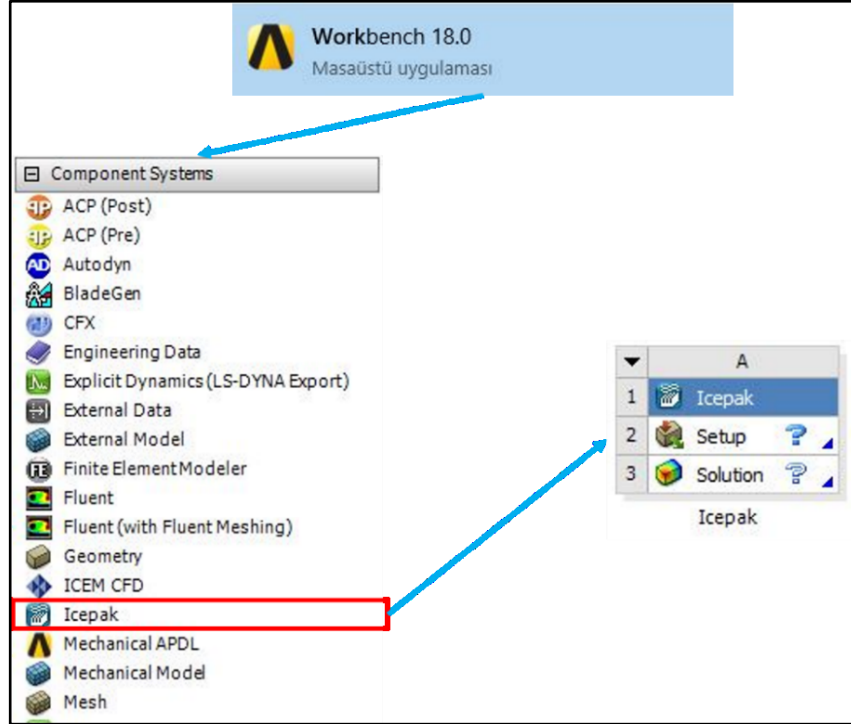 Workbench 18.0
Masaüstü uygulaması
Component Systems
ACP (Post)
ACP (Pre)
Autodyn
BladeGen
CFX
Engineering Data
Explicit Dynamics (LS-DYNA Export)
External Data
External Model
Finite Element Modeler
Fluent
Fluent (with Fluent Meshing)
Geometry
ICEM CFD
Icepak
Mechanical APDL
Mechanical Model
Mesh
A
1 Icepak
2 Setup ?
3 Solution ?
Icepak